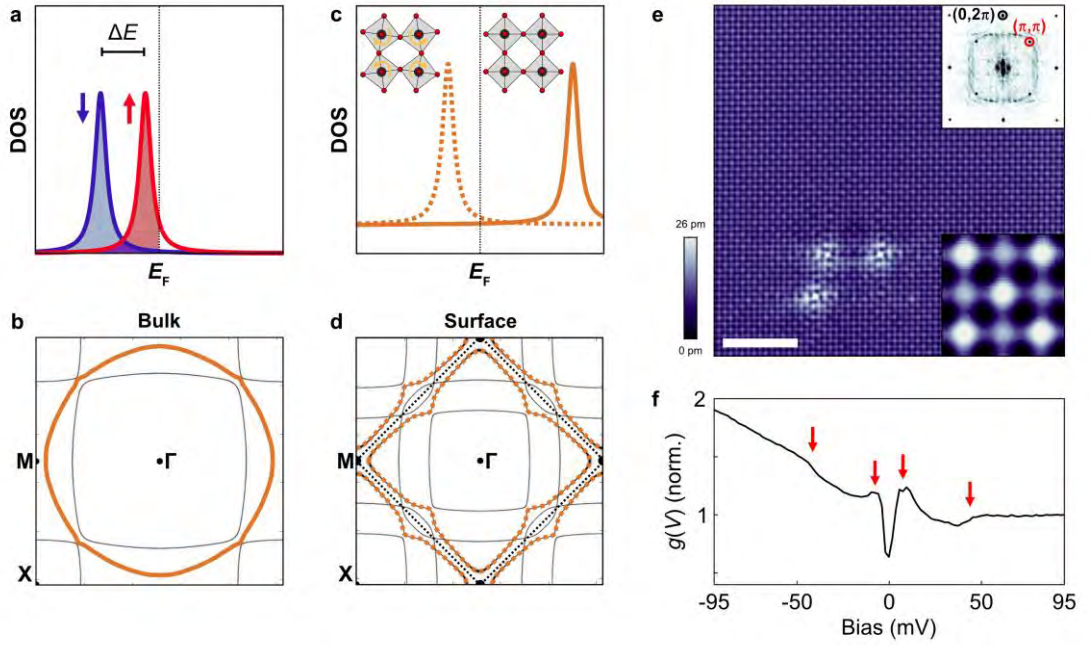 a
ΔE
DOS
E_F
b
Bulk
M
Γ
X
c
DOS
E_F
d
Surface
M
Γ
X
e
(0,2π)
(π,π)
26 pm
0 pm
f
g(V) (norm.)
2
1
-95
-50
0
50
95
Bias (mV)